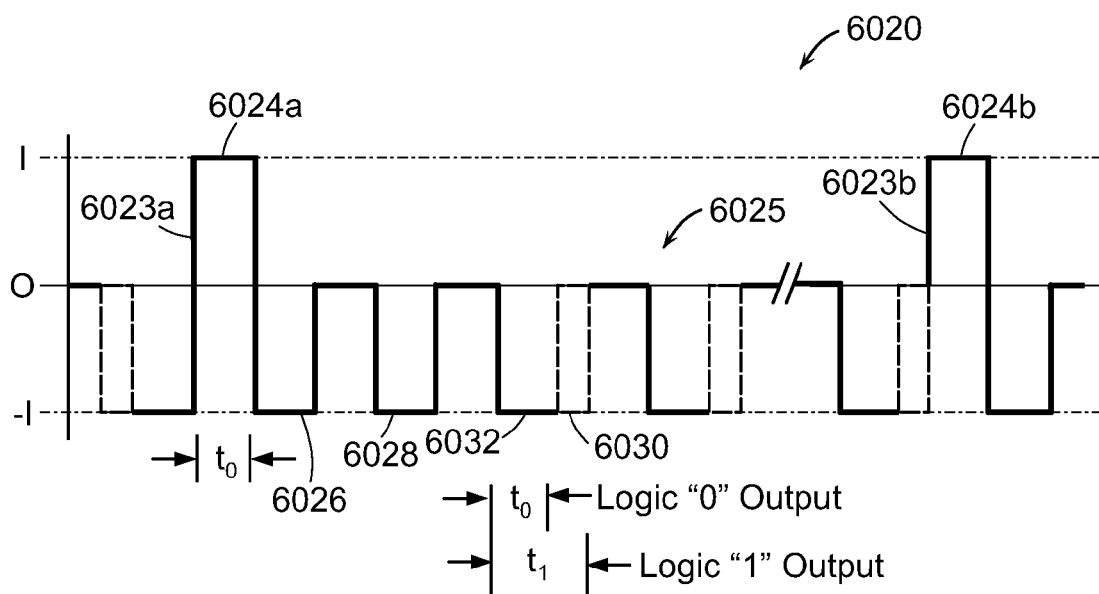 6020
6024a
6024b
I
6023a
6023b
6025
O
-I
6028
6032
6030
t0
6026
t0 Logic “0” Output
t1 Logic “1” Output